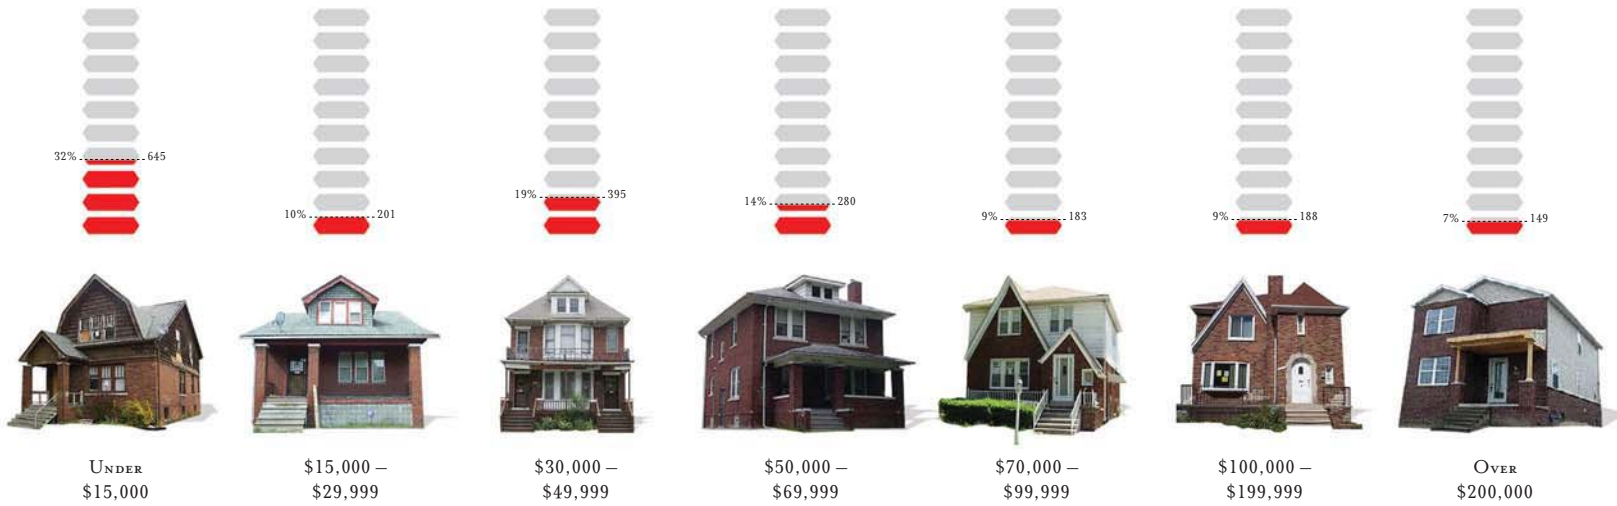 32% 645
10% 201
19% 395
14% 280
9% 183
9% 188
7% 149
Under $15,000
$15,000 – $29,999
$30,000 – $49,999
$50,000 – $69,999
$70,000 – $99,999
$100,000 – $199,999
Over $200,000